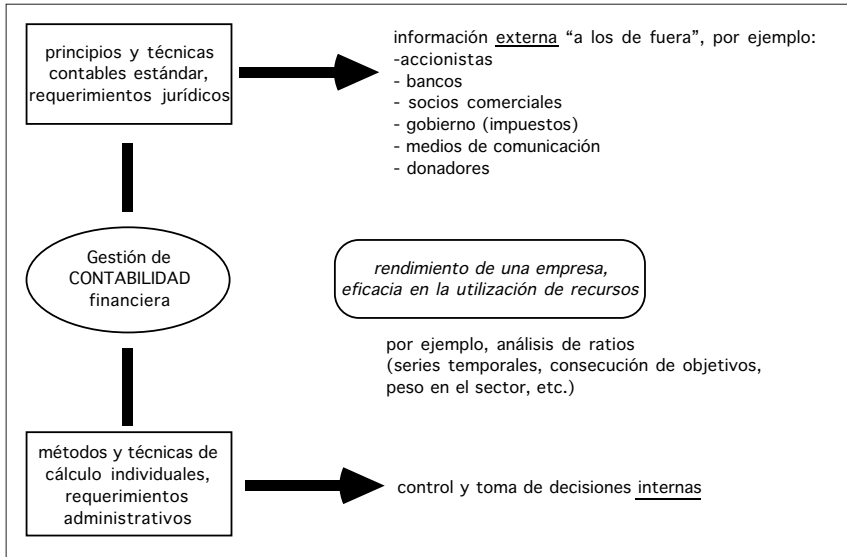 principios y técnicas
contables estándar,
requerimientos jurídicos
información externa “a los de fuera”, por ejemplo:
-accionistas
- bancos
- socios comerciales
- gobierno (impuestos)
- medios de comunicación
- donadores
Gestión de
CONTABILIDAD
financiera
rendimiento de una empresa,
eficacia en la utilización de recursos
por ejemplo, análisis de ratios
(series temporales, consecución de objetivos,
peso en el sector, etc.)
métodos y técnicas de
cálculo individuales,
requerimientos
administrativos
control y toma de decisiones internas